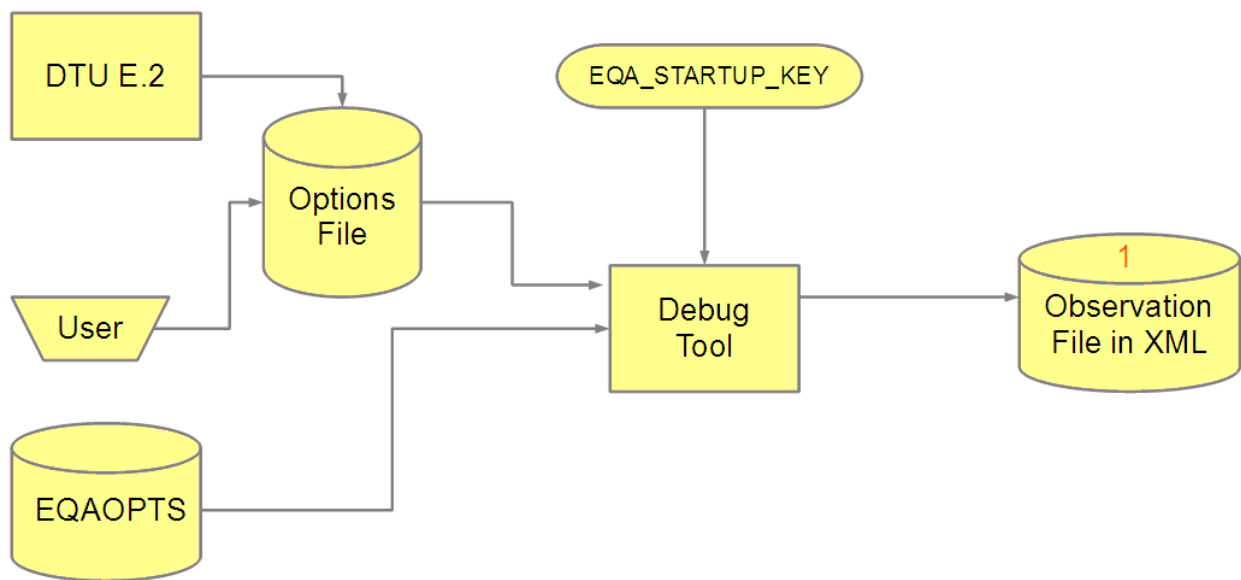 DTU E.2
EQA_STARTUP_KEY
Options
File
1
Observation
File in XML
User
Debug
Tool
EQAOPTS